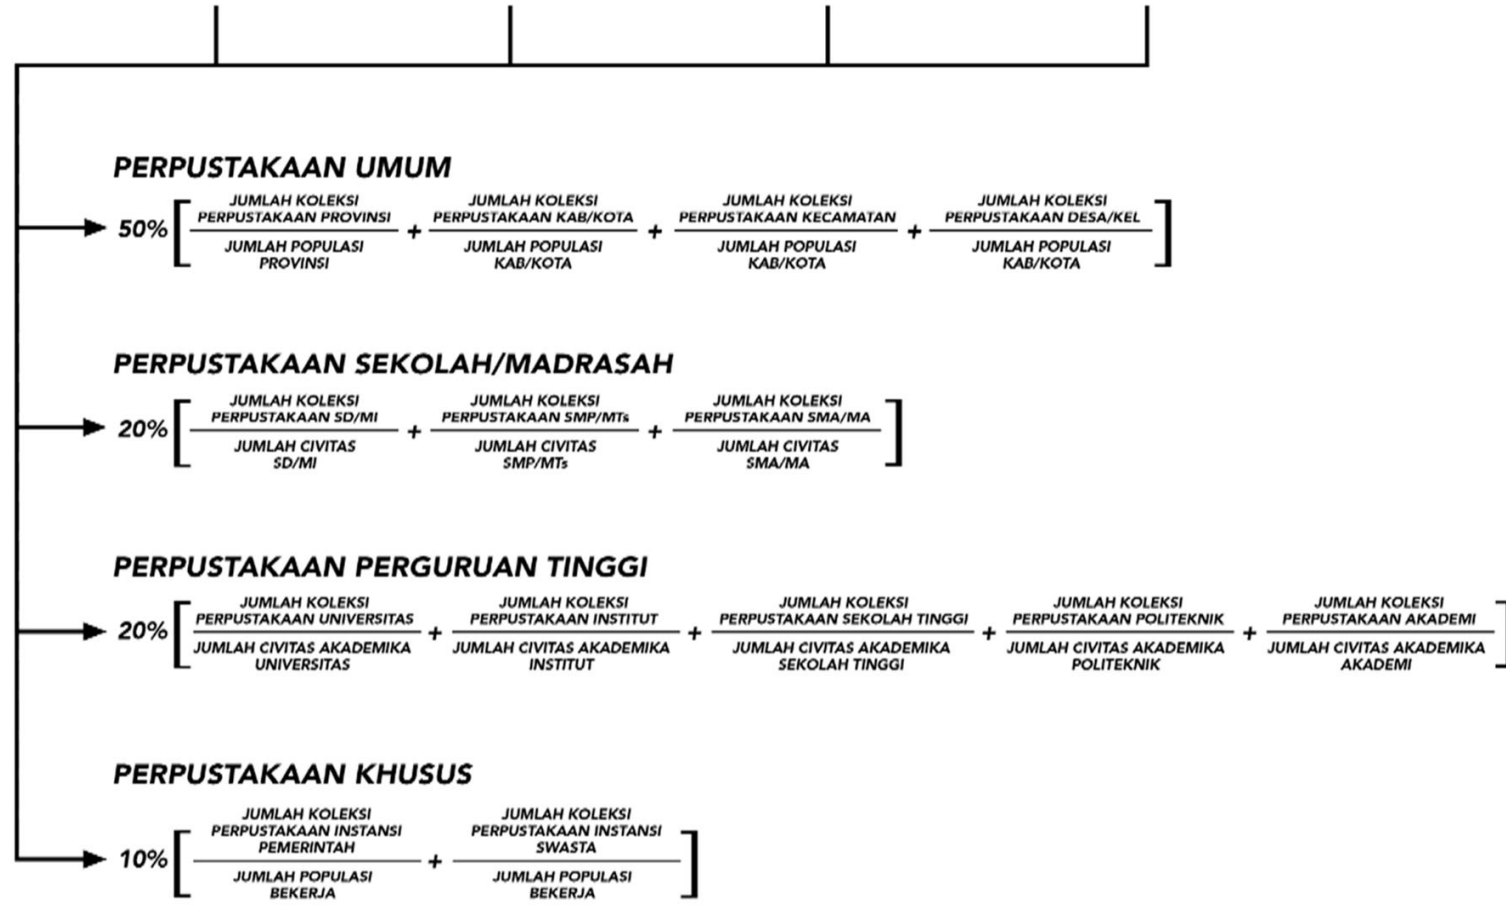 PERPUSTAKAAN UMUM
50% [ JUMLAH KOLEKSI PERPUSTAKAAN PROVINSI / JUMLAH POPULASI PROVINSI + JUMLAH KOLEKSI PERPUSTAKAAN KAB/KOTA / JUMLAH POPULASI KAB/KOTA + JUMLAH KOLEKSI PERPUSTAKAAN KECAMATAN / JUMLAH POPULASI KAB/KOTA + JUMLAH KOLEKSI PERPUSTAKAAN DESA/KEL / JUMLAH POPULASI KAB/KOTA ]
PERPUSTAKAAN SEKOLAH/MADRASAH
20% [ JUMLAH KOLEKSI PERPUSTAKAAN SD/MI / JUMLAH CIVITAS SD/MI + JUMLAH KOLEKSI PERPUSTAKAAN SMP/MTs / JUMLAH CIVITAS SMP/MTs + JUMLAH KOLEKSI PERPUSTAKAAN SMA/MA / JUMLAH CIVITAS SMA/MA ]
PERPUSTAKAAN PERGURUAN TINGGI
20% [ JUMLAH KOLEKSI PERPUSTAKAAN UNIVERSITAS / JUMLAH CIVITAS AKADEMIKA UNIVERSITAS + JUMLAH KOLEKSI PERPUSTAKAAN INSTITUT / JUMLAH CIVITAS AKADEMIKA INSTITUT + JUMLAH KOLEKSI PERPUSTAKAAN SEKOLAH TINGGI / JUMLAH CIVITAS AKADEMIKA SEKOLAH TINGGI + JUMLAH KOLEKSI PERPUSTAKAAN POLITEKNIK / JUMLAH CIVITAS AKADEMIKA POLITEKNIK + JUMLAH KOLEKSI PERPUSTAKAAN AKADEMI / JUMLAH CIVITAS AKADEMIKA AKADEMI ]
PERPUSTAKAAN KHUSUS
10% [ JUMLAH KOLEKSI PERPUSTAKAAN INSTANSI PEMERINTAH / JUMLAH POPULASI BEKERJA + JUMLAH KOLEKSI PERPUSTAKAAN INSTANSI SWASTA / JUMLAH POPULASI BEKERJA ]